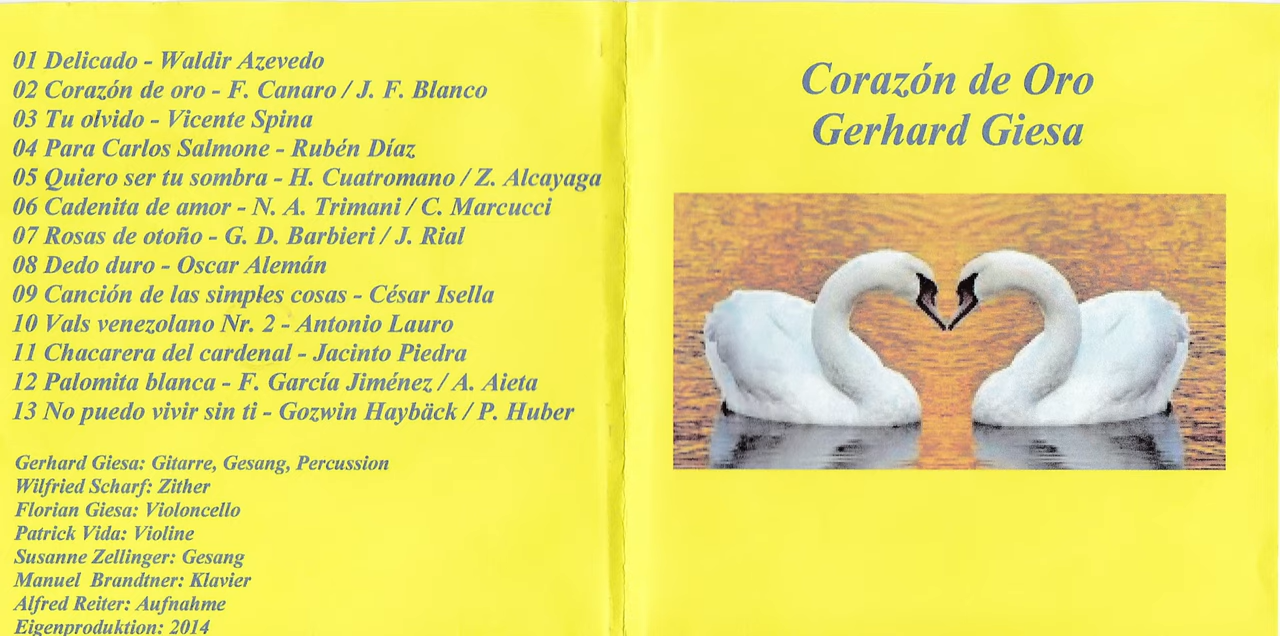 01 Delicado - Waldir Azevedo
02 Corazón de oro - F. Canaro / J. F. Blanco
03 Tu olvido - Vicente Spina
04 Para Carlos Salmone - Rubén Díaz
05 Quiero ser tu sombra - H. Cuatromano / Z. Alcayaga
06 Cadenita de amor - N. A. Trimani / C. Marcucci
07 Rosas de otoño - G. D. Barbieri / J. Rial
08 Dedo duro - Oscar Alemán
09 Canción de las simples cosas - César Isella
10 Vals venezolano Nr. 2 - Antonio Lauro
11 Chacarera del cardenal - Jacinto Piedra
12 Palomita blanca - F. García Jiménez / A. Aieta
13 No puedo vivir sin ti - Gozwin Haybäck / P. Huber
Gerhard Giesa: Gitarre, Gesang, Percussion
Wilfried Scharf: Zither
Florian Giesa: Violoncello
Patrick Vida: Violine
Susanne Zellinger: Gesang
Manuel Brandtner: Klavier
Alfred Reiter: Aufnahme
Eigenproduktion: 2014
Corazón de Oro
Gerhard Giesa